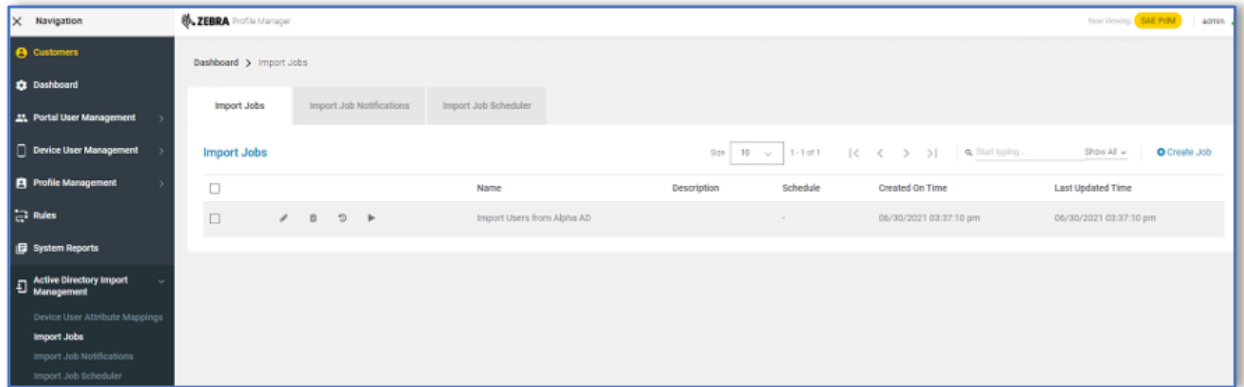 Navigation
ZEBRA Profile Manager
Now Viewing: SAE PdM admin
Customers
Dashboard
Portal User Management
Device User Management
Profile Management
Rules
System Reports
Active Directory Import
Management
Device User Attribute Mappings
Import Jobs
Import Job Notifications
Import Job Scheduler
Dashboard > Import Jobs
Import Jobs Import Job Notifications Import Job Scheduler
Import Jobs Size 10 1 - 1 of 1 Start typing... Show All Create Job
Name Description Schedule Created On Time Last Updated Time
Import Users from Alpha AD - 06/30/2021 03:37:10 pm 06/30/2021 03:37:10 pm